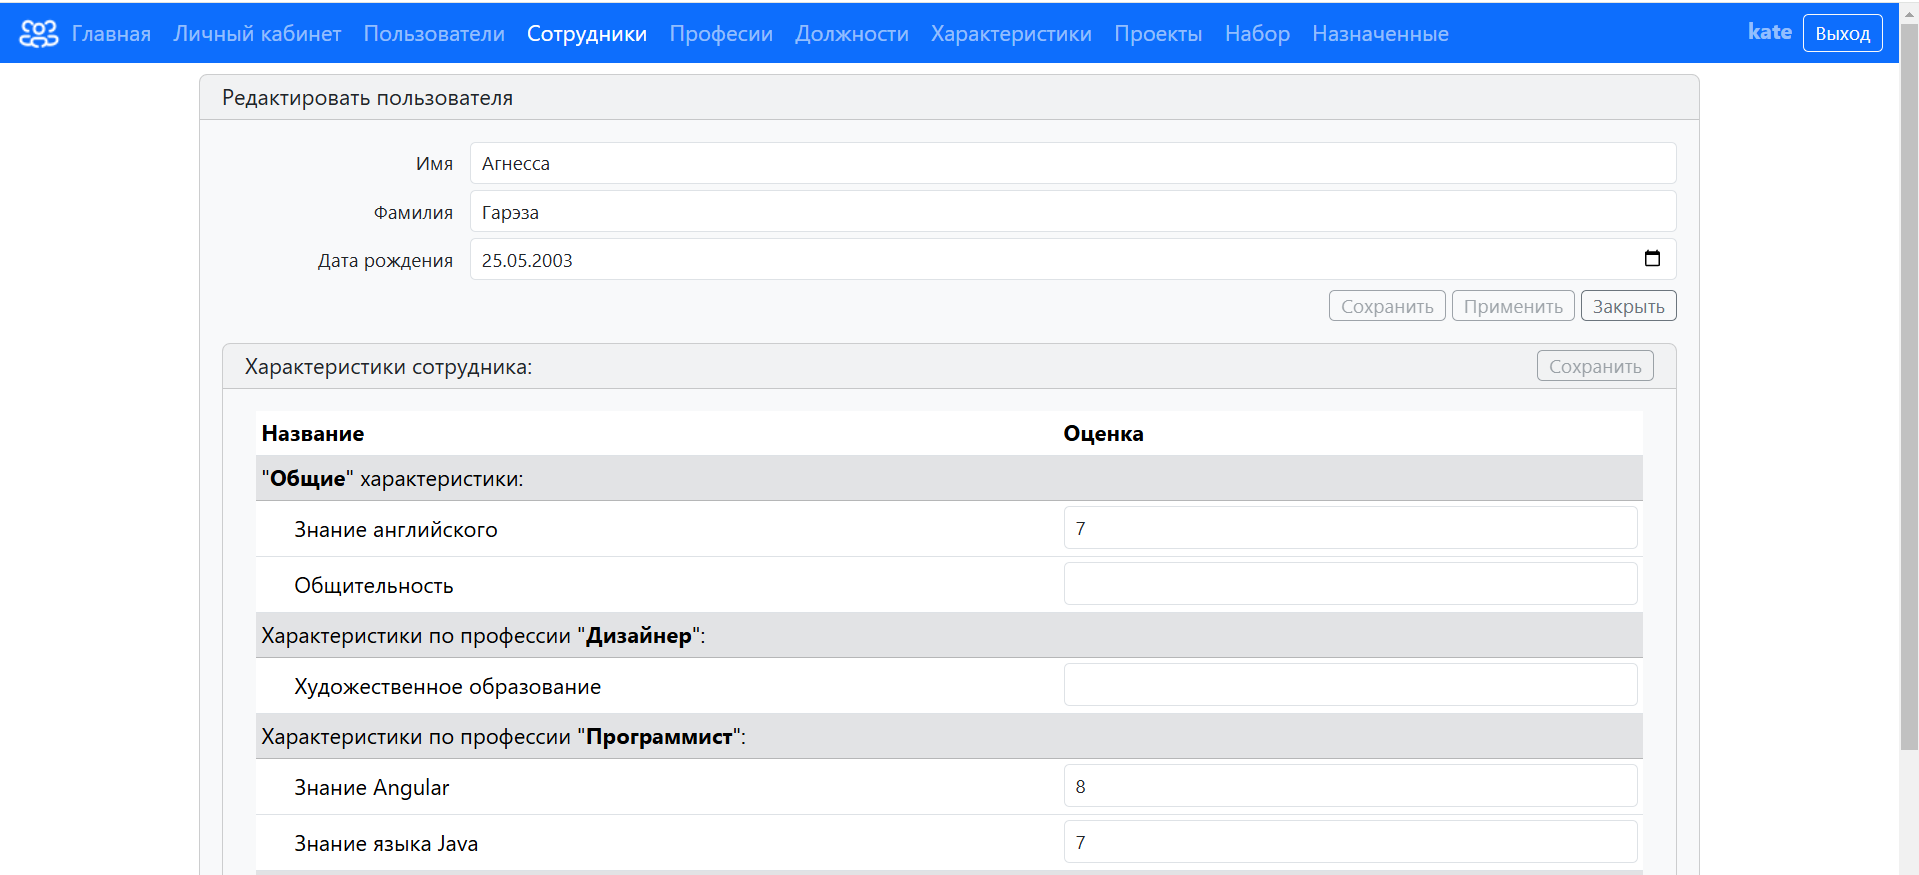 Главная Личный кабинет Пользователи Сотрудники Професии Должности Характеристики Проекты Набор Назначенные kate Выход
Редактировать пользователя
Имя Агнесса
Фамилия Гарэза
Дата рождения 25.05.2003
Сохранить Применить Закрыть
Характеристики сотрудника: Сохранить
Название Оценка
"Общие" характеристики:
Знание английского 7
Общительность
Характеристики по профессии "Дизайнер":
Художественное образование
Характеристики по профессии "Программист":
Знание Angular 8
Знание языка Java 7